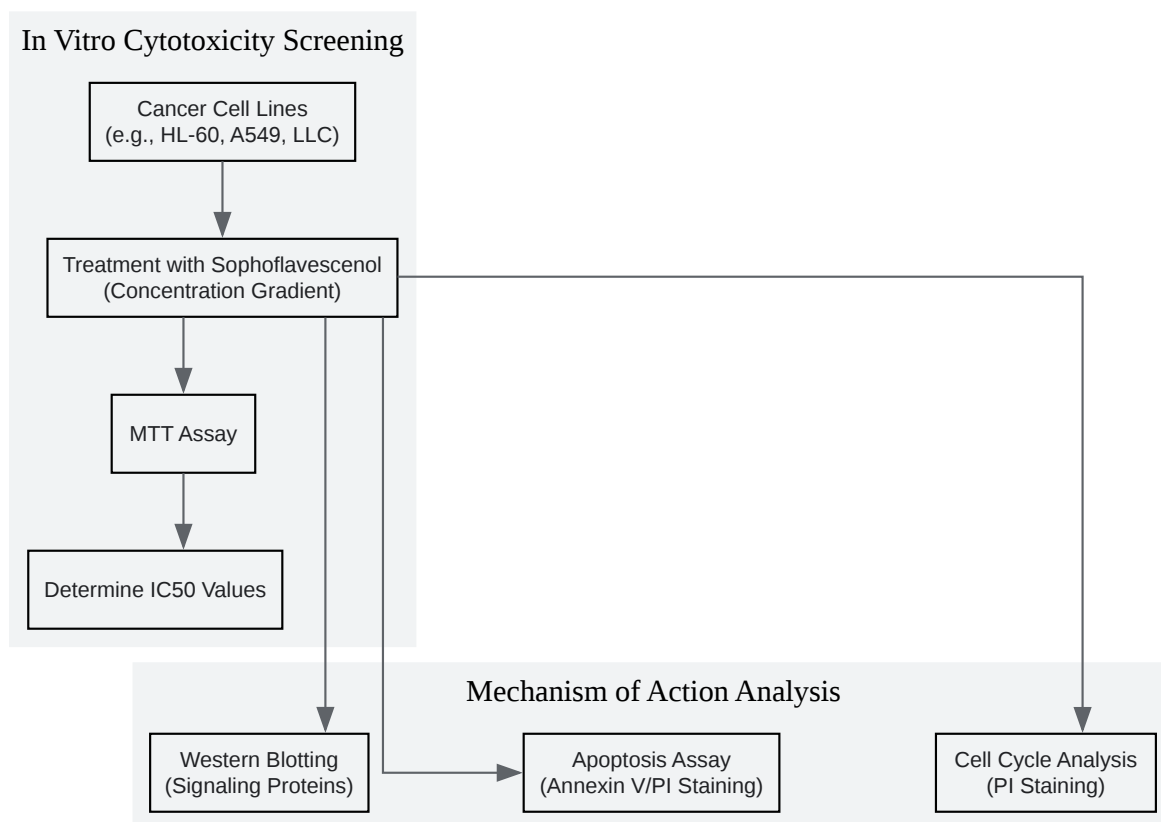 In Vitro Cytotoxicity Screening
Cancer Cell Lines
(e.g., HL-60, A549, LLC)
Treatment with Sophoflavescenol
(Concentration Gradient)
MTT Assay
Determine IC50 Values
Mechanism of Action Analysis
Western Blotting
(Signaling Proteins)
Apoptosis Assay
(Annexin V/PI Staining)
Cell Cycle Analysis
(PI Staining)